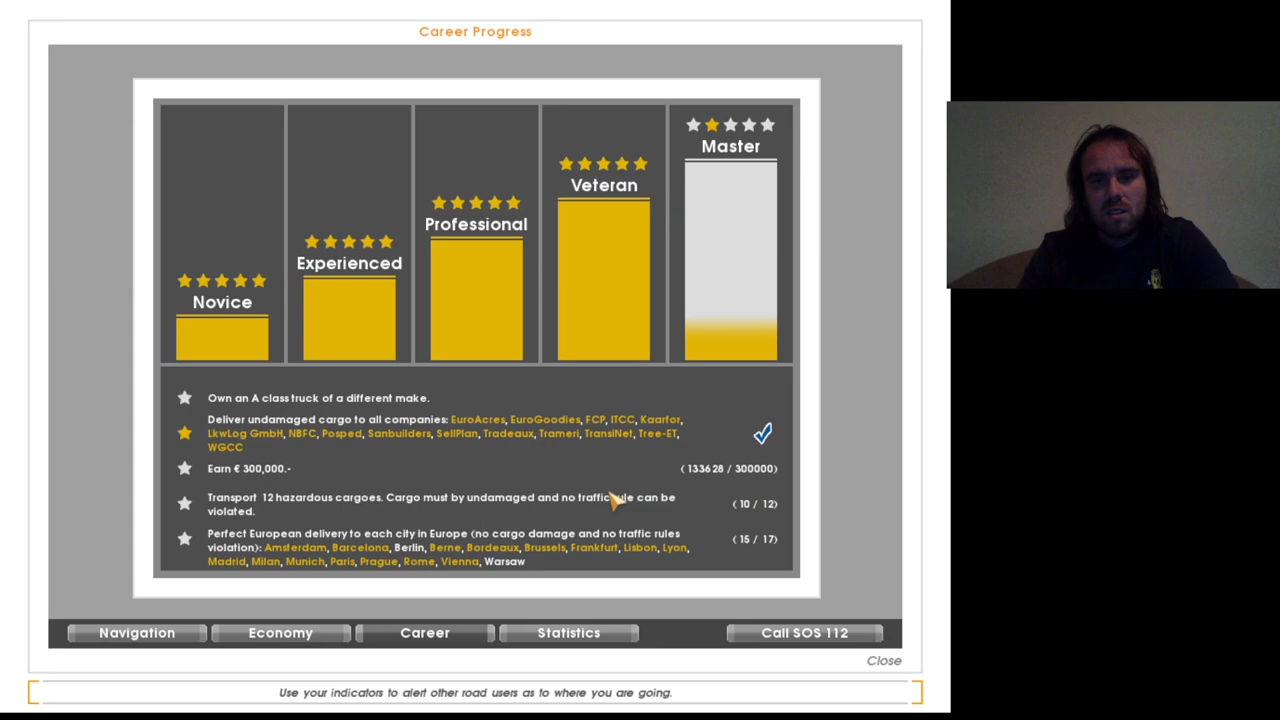 Career Progress
Master
Veteran
Professional
Experienced
Novice
Own an A class truck of a different make.
Deliver undamaged cargo to all companies: EuroAcres, EuroGoodies, FCP, ITCC, Kaarfor,
LkwLog GmbH, NBFC, Posped, Sanbuilders, SellPlan, Tradeaux, Trameri, TransiNet, Tree-ET,
WGCC
Earn € 300,000.- (133628 / 300000)
Transport 12 hazardous cargoes. Cargo must by undamaged and no traffic rule can be
violated. (10 / 12)
Perfect European delivery to each city in Europe (no cargo damage and no traffic rules
violation): Amsterdam, Barcelona, Berlin, Berne, Bordeaux, Brussels, Frankfurt, Lisbon, Lyon, (15 / 17)
Madrid, Milan, Munich, Paris, Prague, Rome, Vienna, Warsaw
Navigation Economy Career Statistics Call SOS 112
Close
Use your indicators to alert other road users as to where you are going.